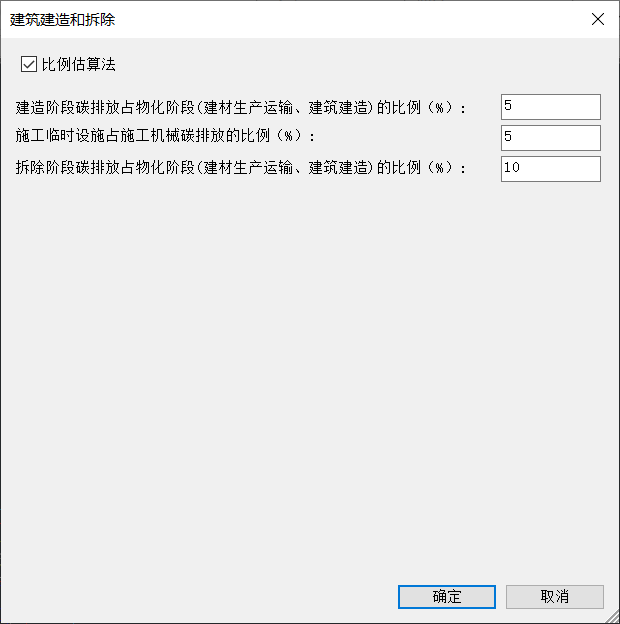 建筑建造和拆除
比例估算法
建造阶段碳排放占物化阶段(建材生产运输、建筑建造)的比例（%）： 5
施工临时设施占施工机械碳排放的比例（%）： 5
拆除阶段碳排放占物化阶段(建材生产运输、建筑建造)的比例（%）： 10
确定 取消